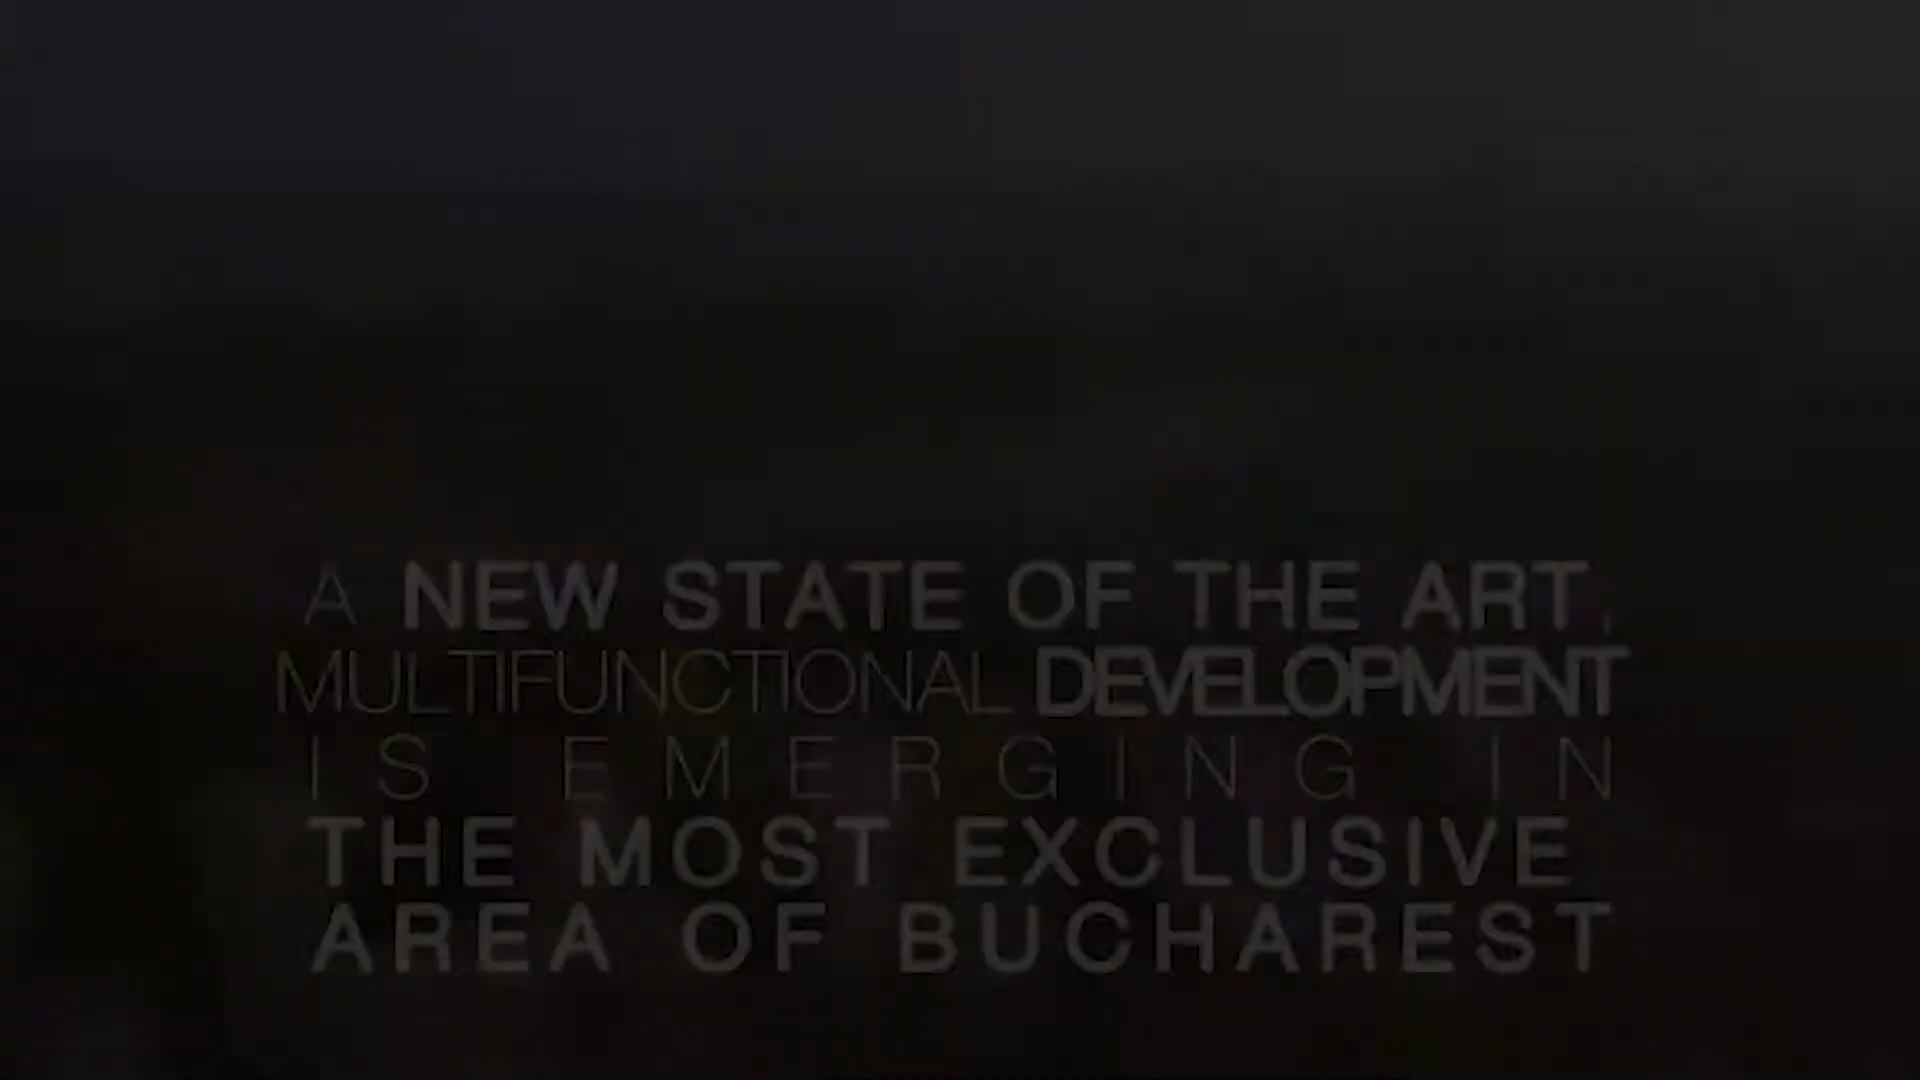 A NEW STATE OF THE ART,
MULTIFUNCTIONAL DEVELOPMENT
IS EMERGING IN
THE MOST EXCLUSIVE
AREA OF BUCHAREST